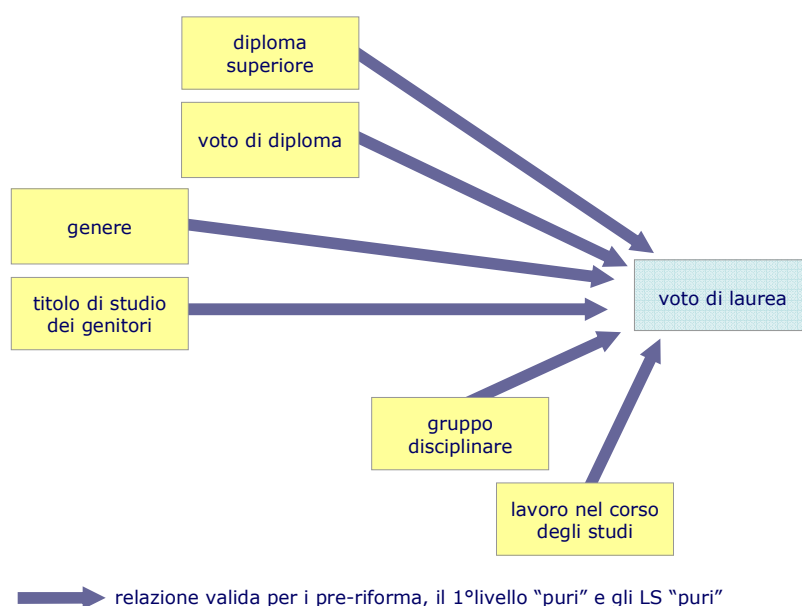 diploma
superiore
voto di diploma
genere
titolo di studio
dei genitori
voto di laurea
gruppo
disciplinare
lavoro nel corso
degli studi
relazione valida per i pre-riforma, il 1°livello “puri” e gli LS “puri”